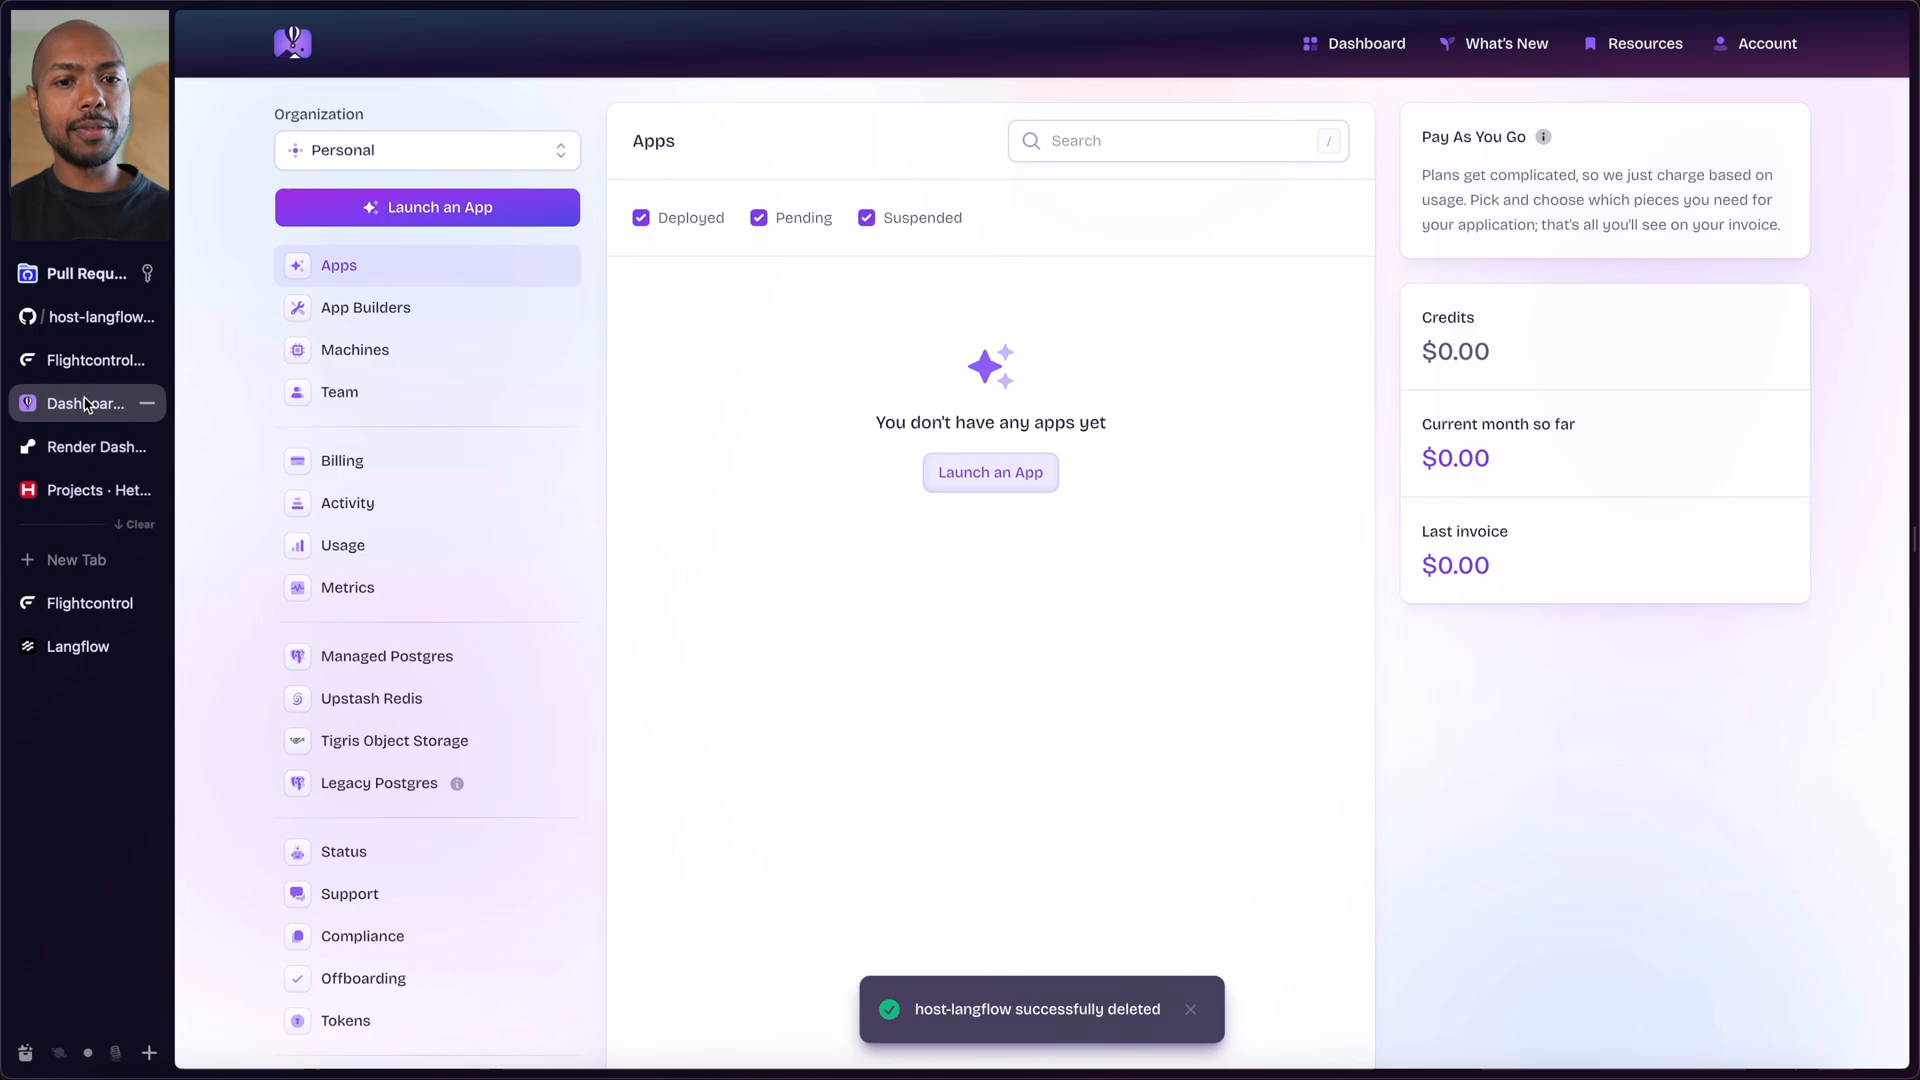 Pull Requ...
/ host-langflow...
Flightcontrol...
Dashboar...
Render Dash...
Projects · Het...
Clear
New Tab
Flightcontrol
Langflow
Dashboard
What's New
Resources
Account
Organization
Personal
Launch an App
Apps
App Builders
Machines
Team
Billing
Activity
Usage
Metrics
Managed Postgres
Upstash Redis
Tigris Object Storage
Legacy Postgres
Status
Support
Compliance
Offboarding
Tokens
Apps
Search
/
Deployed
Pending
Suspended
You don't have any apps yet
Launch an App
host-langflow successfully deleted
Pay As You Go
Plans get complicated, so we just charge based on
usage. Pick and choose which pieces you need for
your application; that's all you'll see on your invoice.
Credits
$0.00
Current month so far
$0.00
Last invoice
$0.00